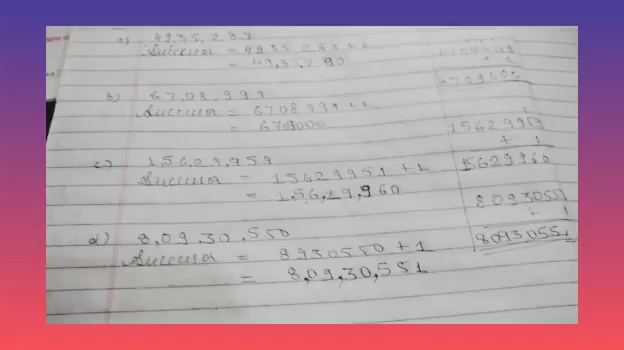 a) 49,35,289
Successor = 4935289+1
= 49,35,290
b) 67,08,999
Successor = 6708999+1
= 6709000
c) 1,56,29,959
Successor = 15629959 +1
= 1,56,29,960
d) 8,09,30,550
Successor = 8930550 + 1
= 8,09,30,551
15629959
+ 1
15629960
+ 1
80930551